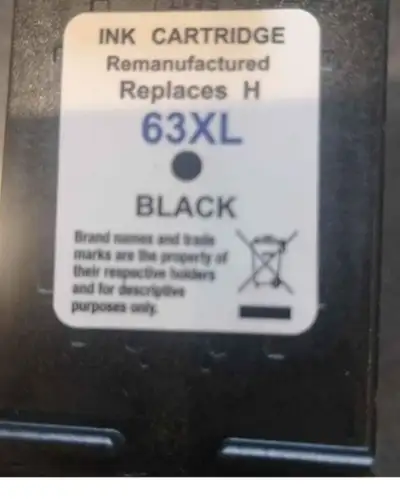 INK CARTRIDGE
Remanufactured
Replaces H
63XL
BLACK
Brand names and trade
marks are the property of
their respective holders
and for descriptive
purposes only.